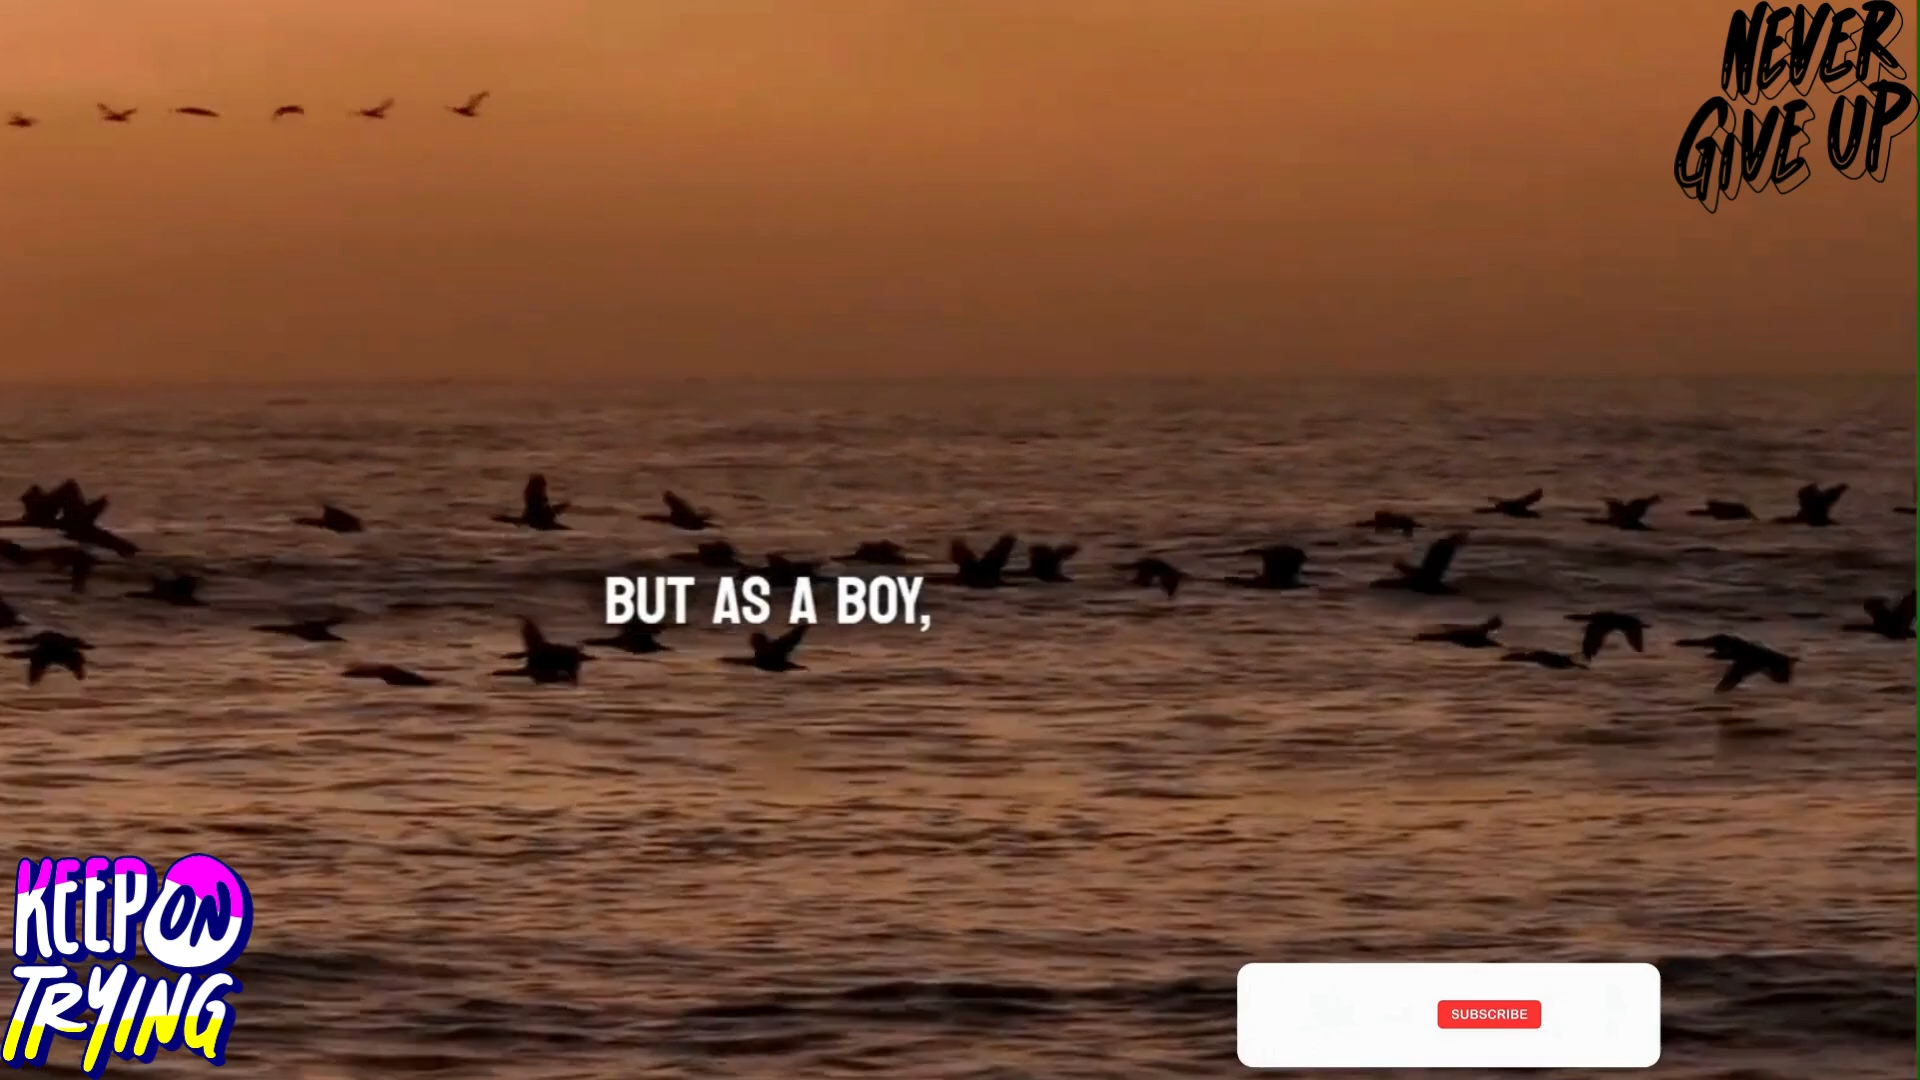 NEVER
GIVE UP
BUT AS A BOY,
KEEP ON
TRYING
SUBSCRIBE